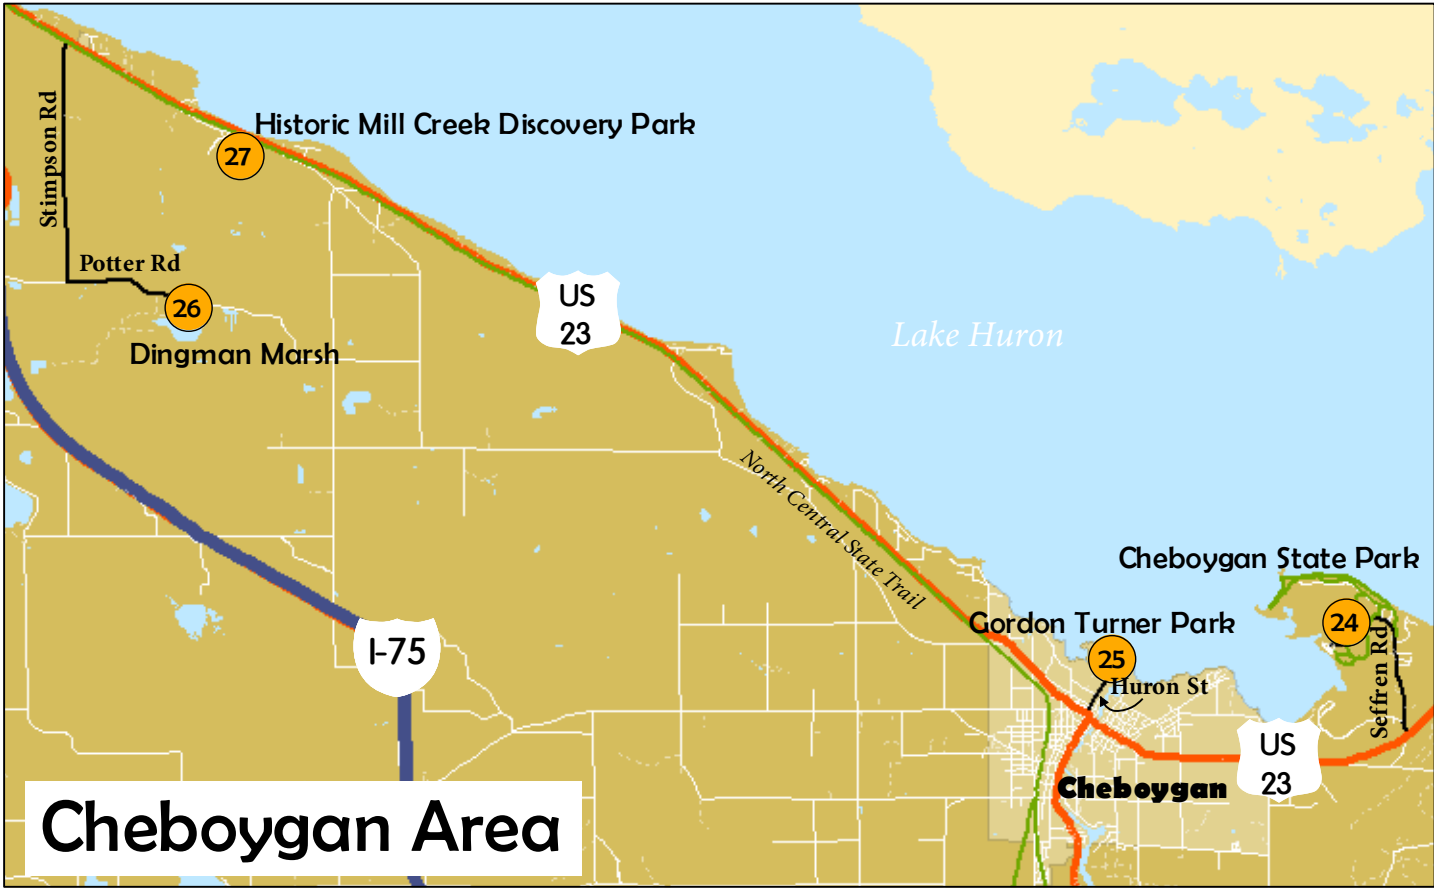 Stimpson Rd
Historic Mill Creek Discovery Park
27
Potter Rd
26
Dingman Marsh
US
23
Lake Huron
North Central State Trail
Cheboygan State Park
24
Gordon Turner Park
25
Huron St
Seffren Rd
I-75
US
23
Cheboygan
Cheboygan Area